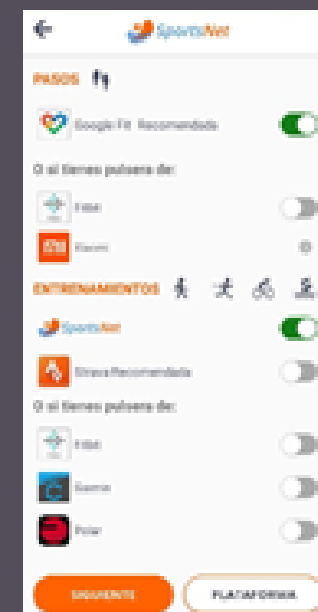 SportsNet
PASOS
Google Fit Recomendada
O si tienes pulsera de:
Fitbit
Xiaomi
ENTRENAMIENTOS
SportsNet
Strava Recomendada
O si tienes pulsera de:
Fitbit
Garmin
Polar
SIGUIENTE
PLATAFORMA